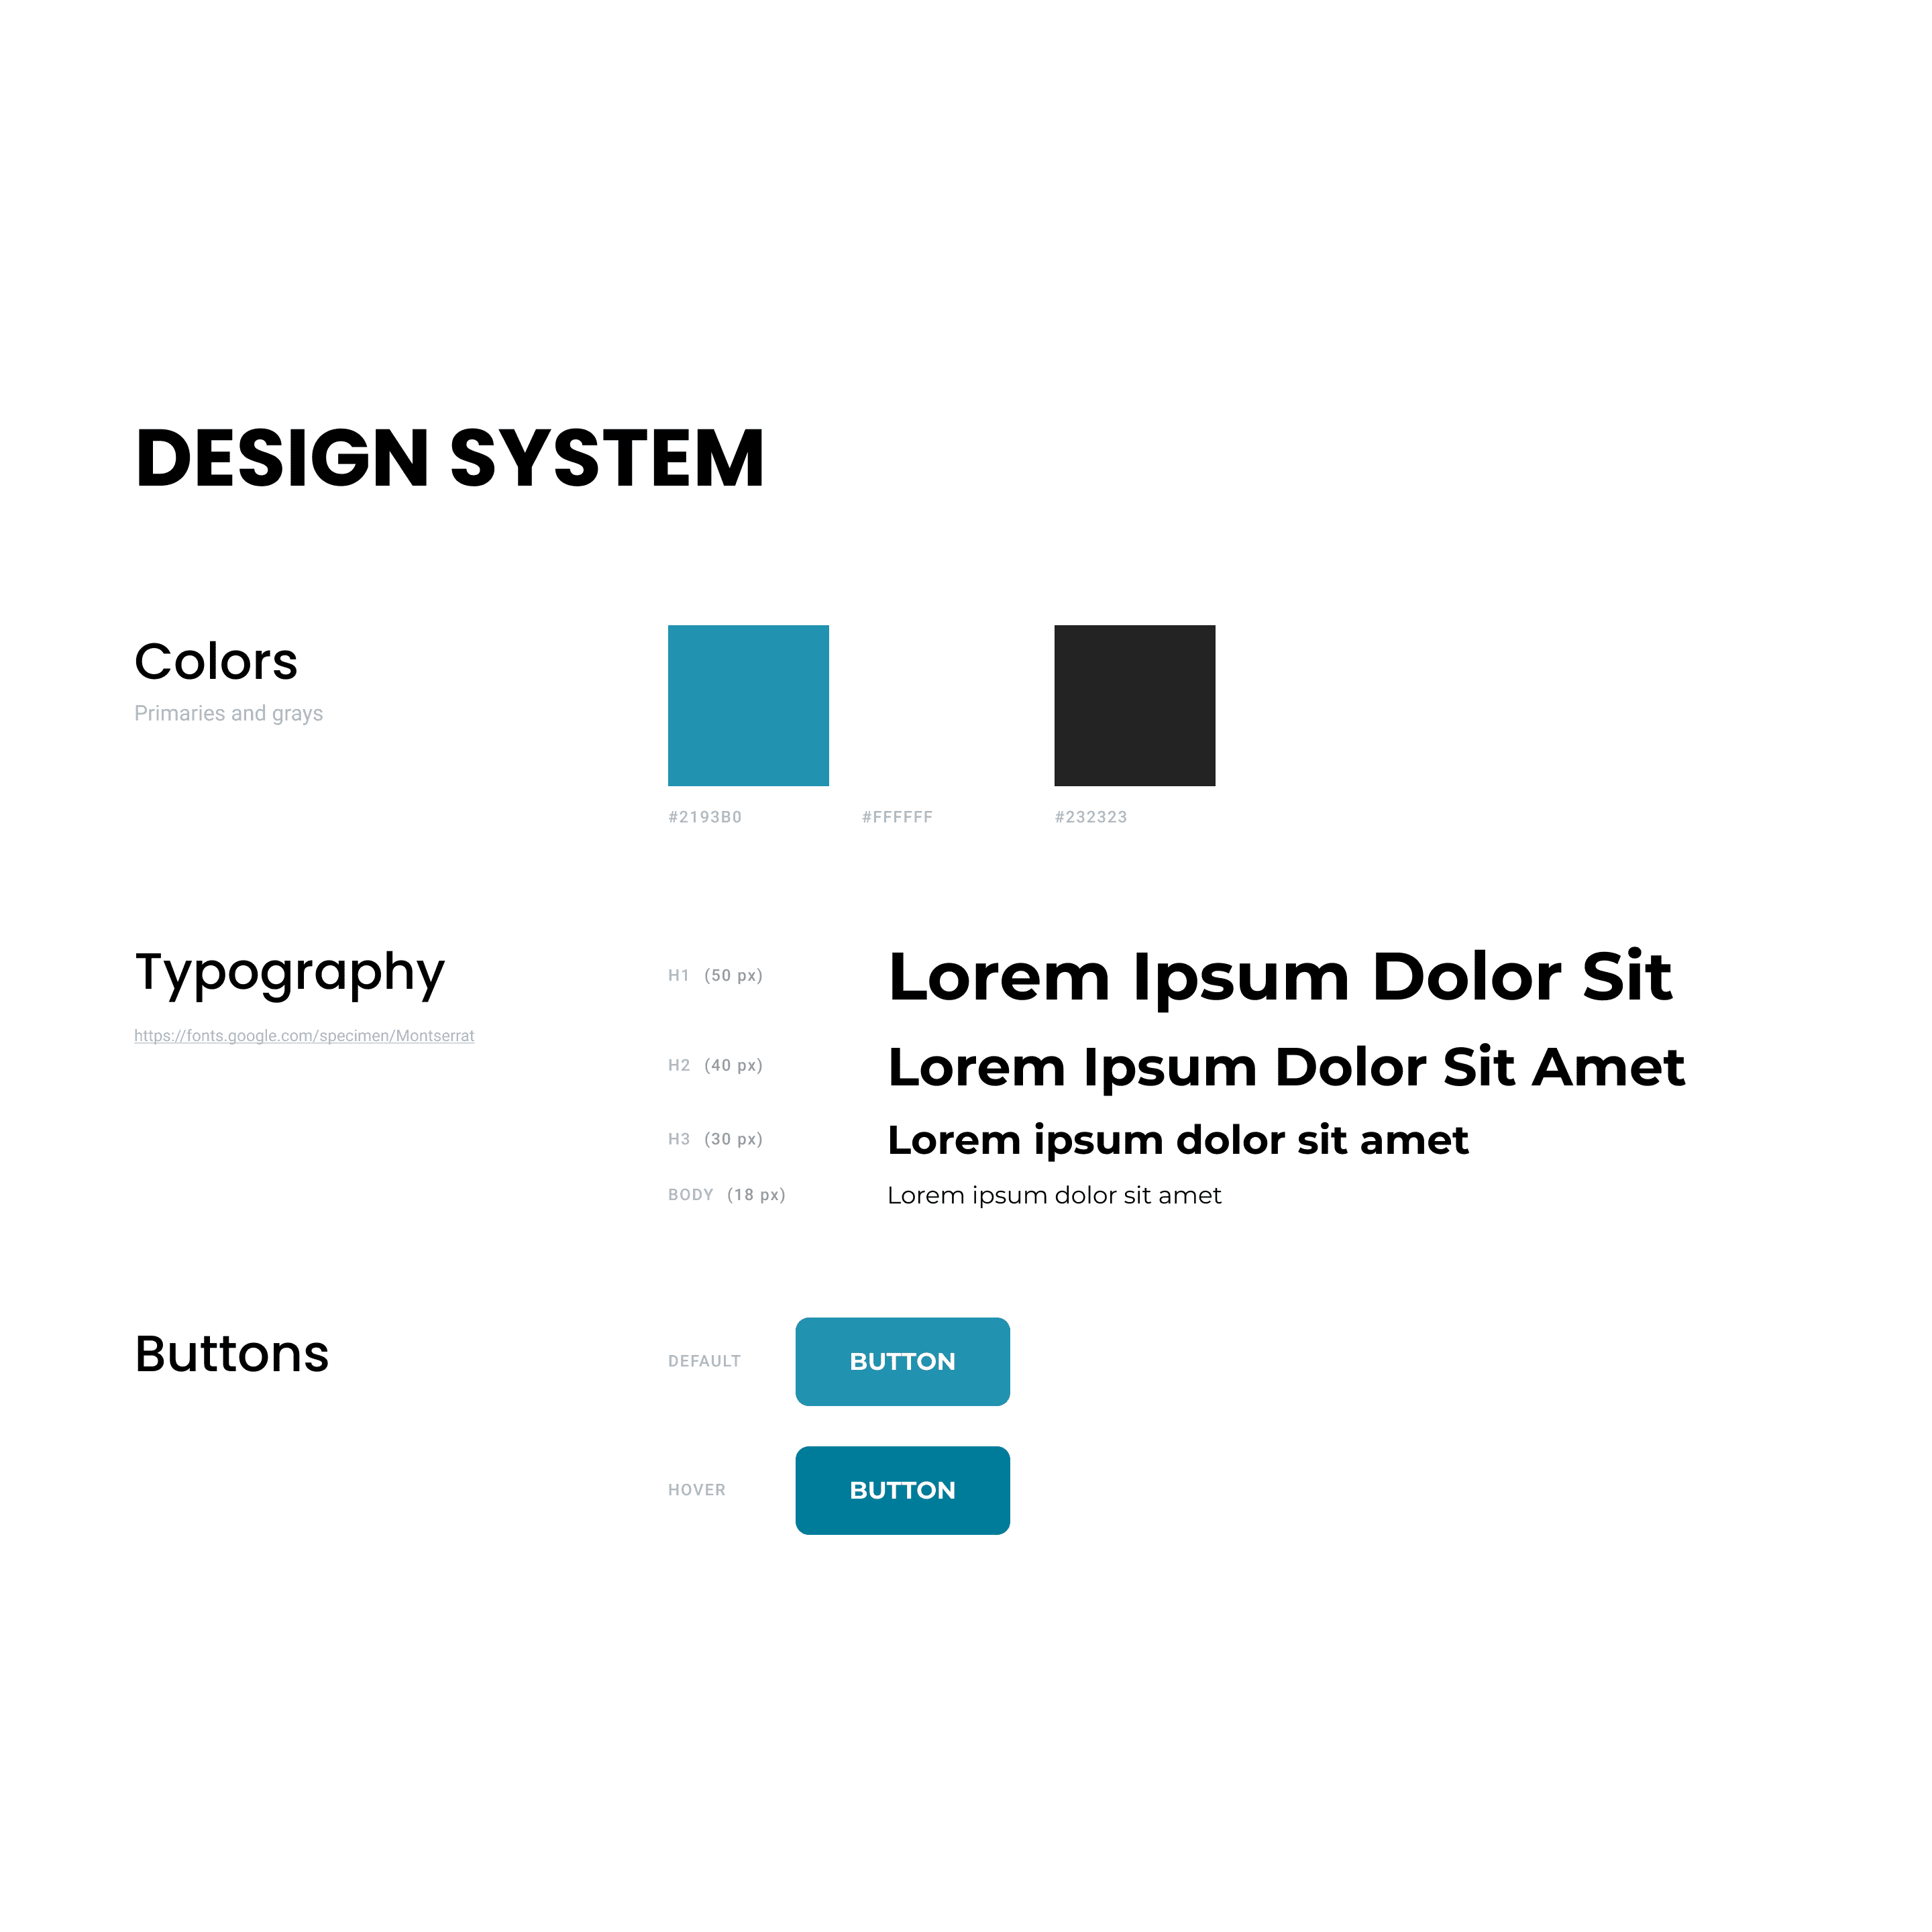 DESIGN SYSTEM
Colors
Primaries and grays
#2193B0 #FFFFFF #232323
Typography
https://fonts.google.com/specimen/Montserrat
H1 (50 px) Lorem Ipsum Dolor Sit
H2 (40 px) Lorem Ipsum Dolor Sit Amet
H3 (30 px) Lorem ipsum dolor sit amet
BODY (18 px) Lorem ipsum dolor sit amet
Buttons
DEFAULT BUTTON
HOVER BUTTON